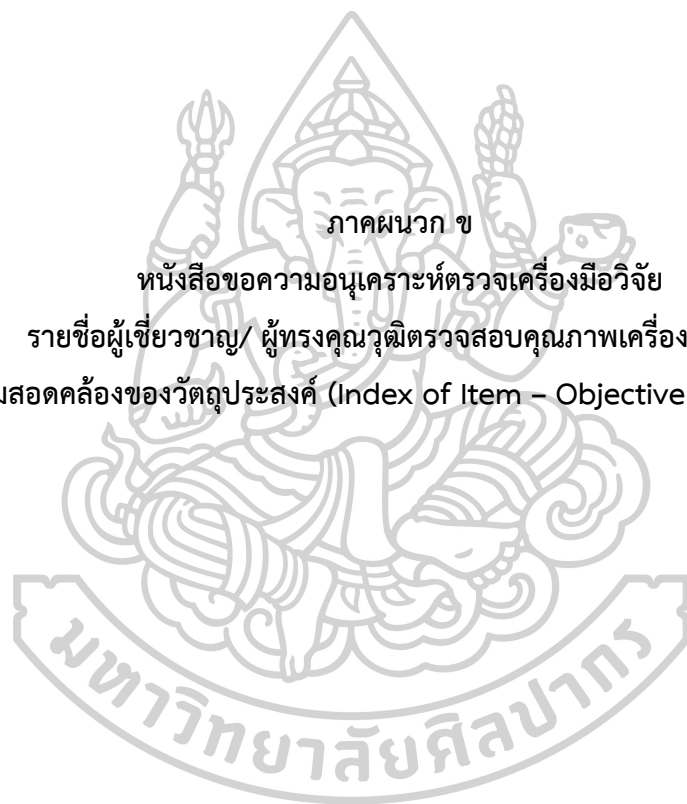 ภาคผนวก ข
หนังสือขอความอนุเคราะห์ตรวจเครื่องมือวิจัย
รายชื่อผู้เชี่ยวชาญ/ ผู้ทรงคุณวุฒิตรวจสอบคุณภาพเครื่อง
มสอดคล้องของวัตถุประสงค์ (Index of Item – Objective
มหาวิทยาลัยศิลปากร